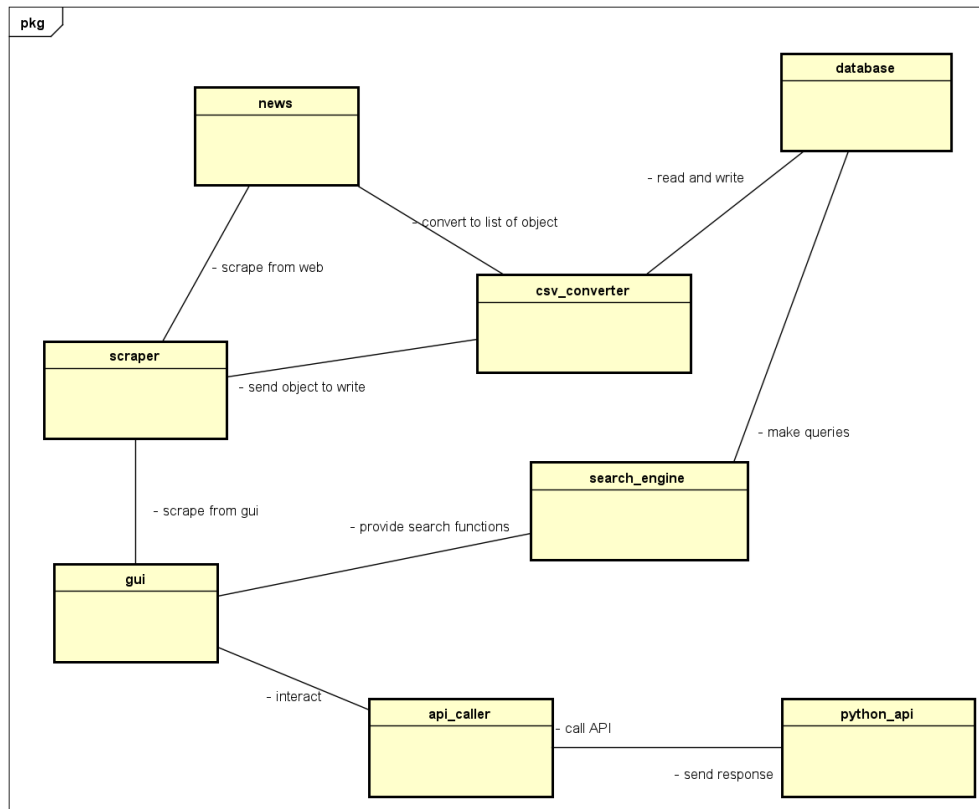 pkg
database
news
- read and write
- convert to list of object
- scrape from web
csv_converter
scraper
- send object to write
- make queries
search_engine
- scrape from gui
- provide search functions
gui
- interact
api_caller
python_api
- call API
- send response